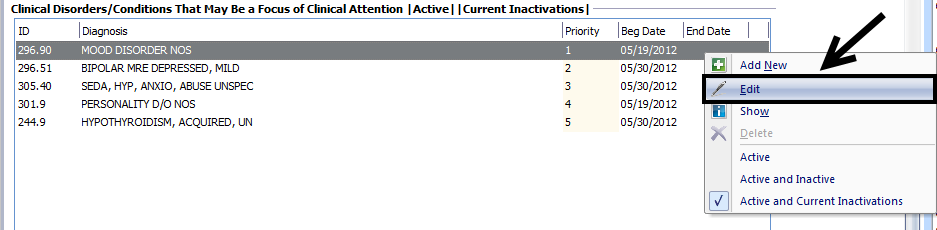 Clinical Disorders/Conditions That May Be a Focus of Clinical Attention |Active||Current Inactivations|
ID Diagnosis Priority Beg Date End Date
296.90 MOOD DISORDER NOS 1 05/19/2012
296.51 BIPOLAR MRE DEPRESSED, MILD 2 05/30/2012
305.40 SEDA, HYP, ANXIO, ABUSE UNSPEC 3 05/30/2012
301.9 PERSONALITY D/O NOS 4 05/19/2012
244.9 HYPOTHYROIDISM, ACQUIRED, UN 5 05/30/2012
Add New
Edit
Show
Delete
Active
Active and Inactive
Active and Current Inactivations